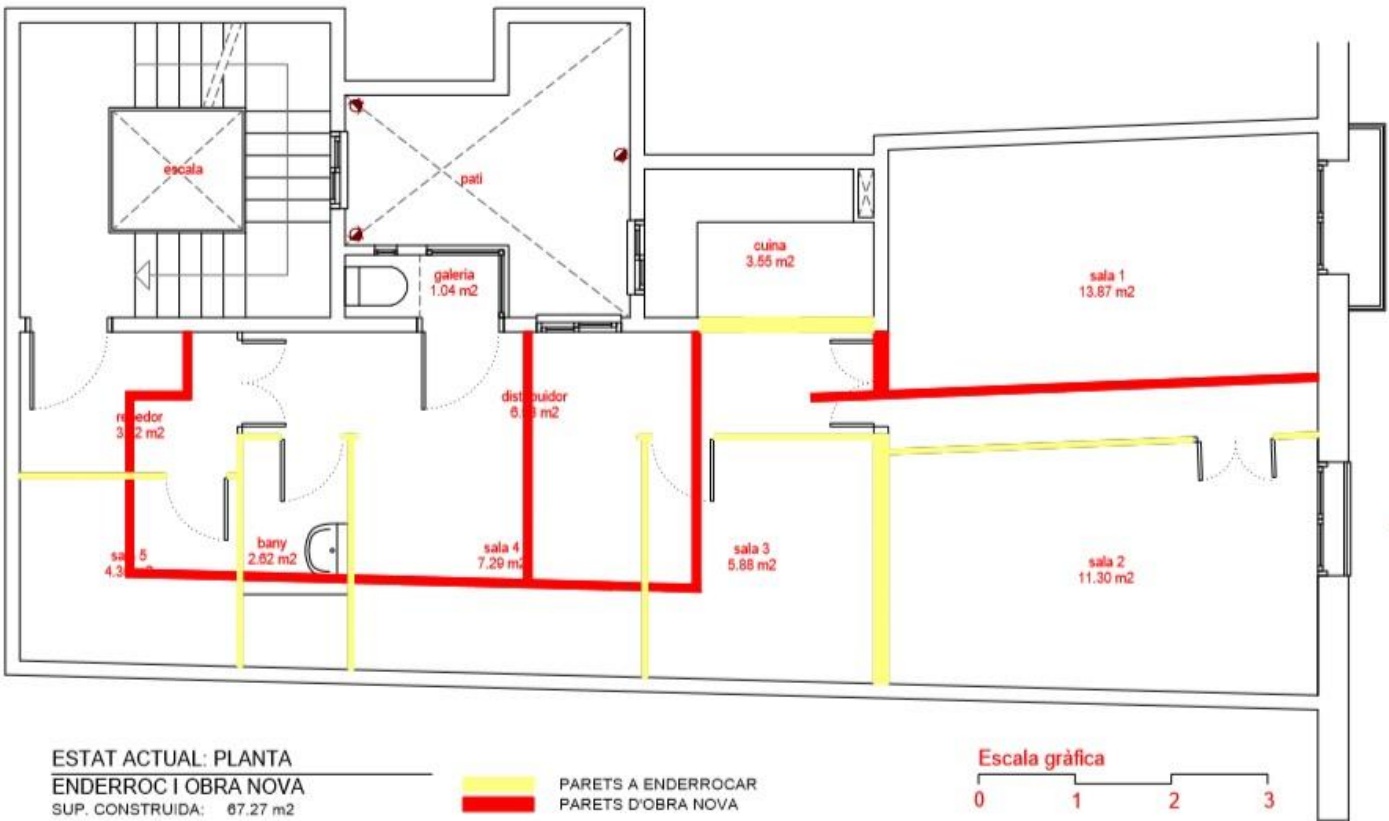 escala
pati
galeria
1.04 m2
cuina
3.55 m2
sala 1
13.87 m2
m2
m2
bany
2.62 m2
sala 4
7.29 m2
sala 3
5.88 m2
sala 2
11.30 m2
ESTAT ACTUAL: PLANTA
ENDERROC I OBRA NOVA
SUP. CONSTRUIDA: 67.27 m2
PARETS A ENDERROCAR
PARETS D'OBRA NOVA
Escala gràfica
0 1 2 3